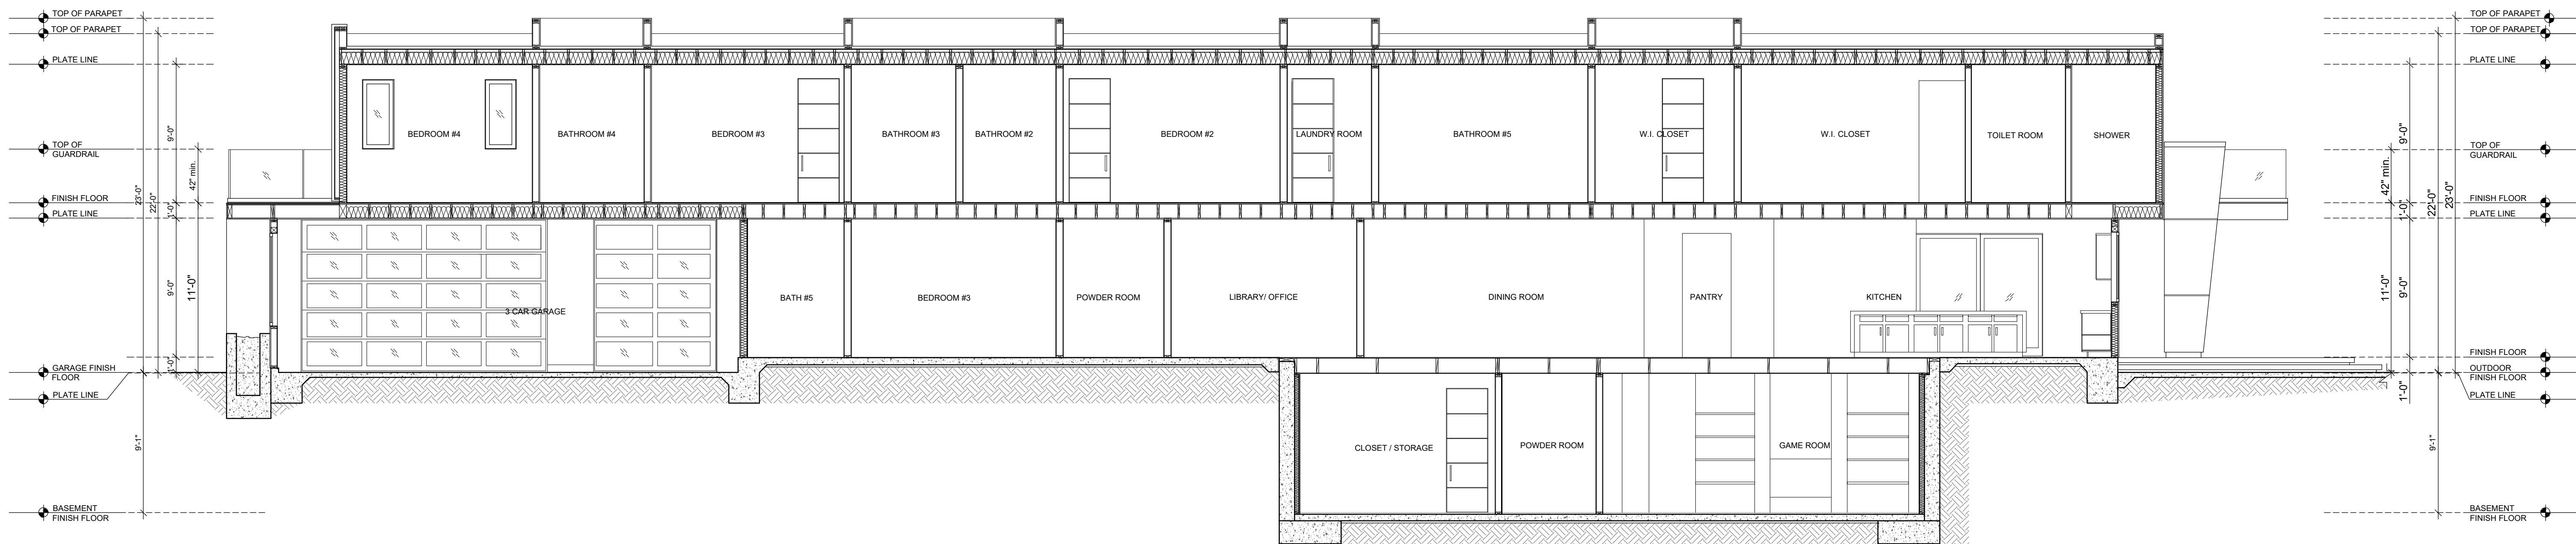 TOP OF PARAPET
TOP OF PARAPET
PLATE LINE
TOP OF
GUARDRAIL
FINISH FLOOR
PLATE LINE
GARAGE FINISH
FLOOR
PLATE LINE
BASEMENT
FINISH FLOOR
23'-0"
22'-0"
9'-0"
42" min.
1'-0"
9'-0"
11'-0"
1'-0"
9'-1"
BEDROOM #4
BATHROOM #4
BEDROOM #3
BATHROOM #3
BATHROOM #2
BEDROOM #2
LAUNDRY ROOM
BATHROOM #5
W.I. CLOSET
W.I. CLOSET
TOILET ROOM
SHOWER
3 CAR GARAGE
BATH #5
BEDROOM #3
POWDER ROOM
LIBRARY/ OFFICE
DINING ROOM
PANTRY
KITCHEN
CLOSET / STORAGE
POWDER ROOM
GAME ROOM
9'-0"
42" min.
1'-0"
22'-0"
23'-0"
11'-0"
9'-0"
1'-0"
9'-1"
TOP OF PARAPET
TOP OF PARAPET
PLATE LINE
TOP OF
GUARDRAIL
FINISH FLOOR
PLATE LINE
FINISH FLOOR
OUTDOOR
FINISH FLOOR
PLATE LINE
BASEMENT
FINISH FLOOR